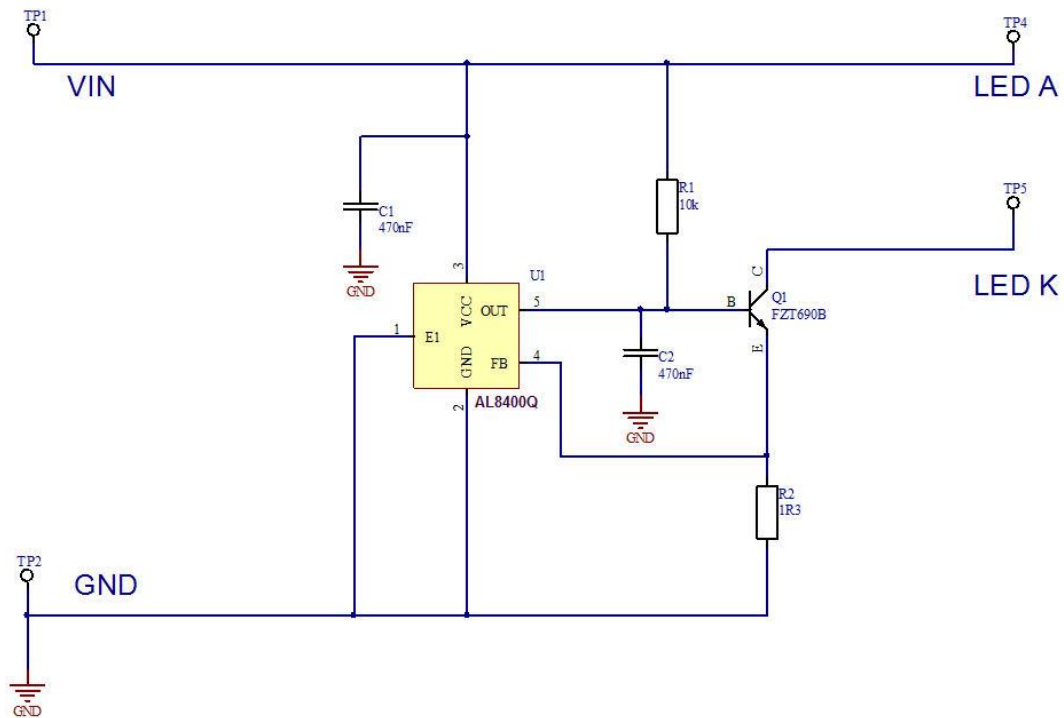 TP1
TP4
VIN
LED A
TP5
C1
470nF
R1
10k
GND
LED K
3
U1
C
VCC
OUT
5
B
Q1
FZT690B
1
E1
GND
FB
4
C2
470nF
E
2
AL8400Q
GND
R2
1R3
TP2
GND
GND